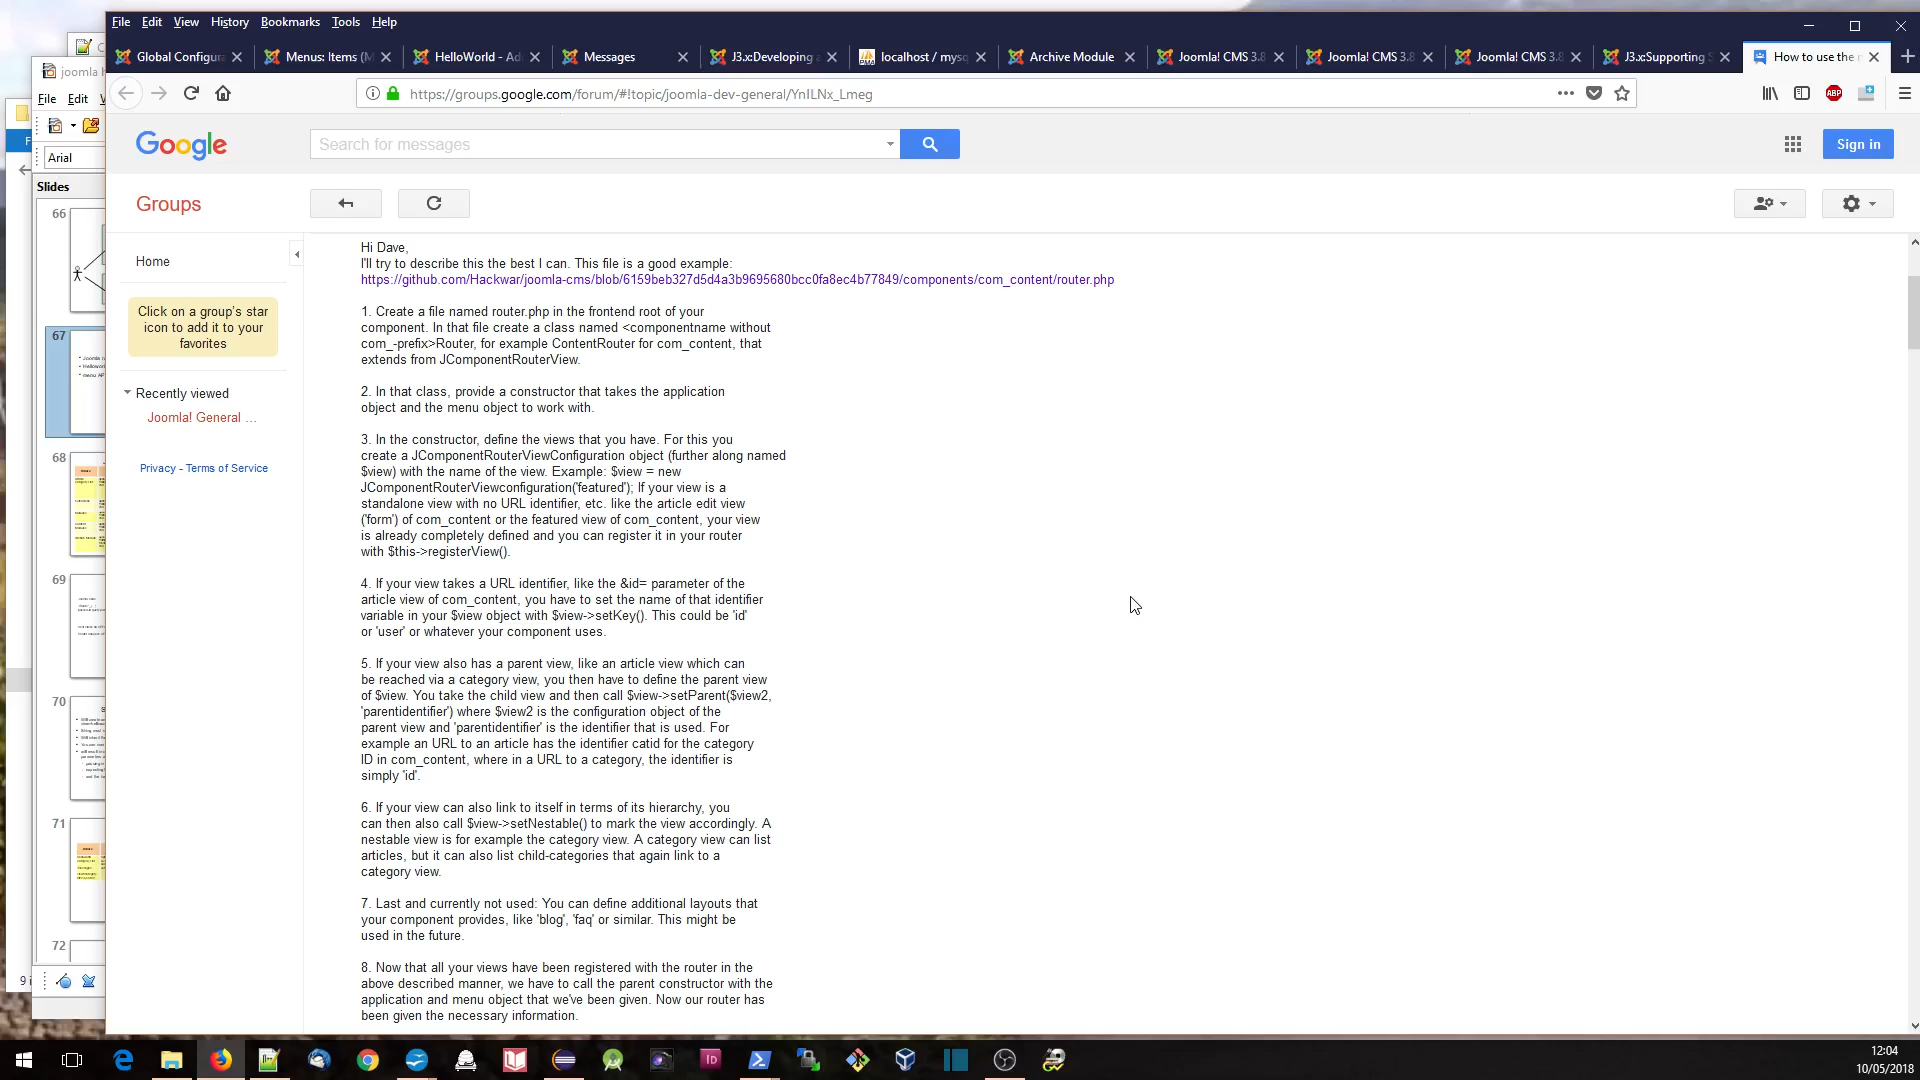 File Edit View History Bookmarks Tools Help
Global Configura
Menus: Items (M
HelloWorld - Ad
Messages
J3.x:Developing a
localhost / mysq
Archive Module
Joomla! CMS 3.8
Joomla! CMS 3.8
Joomla! CMS 3.8
J3.x:Supporting S
How to use the r
joomla h
File Edit V
https://groups.google.com/forum/#!topic/joomla-dev-general/YnILNx_Lmeg
ABP
Google
Search for messages
Sign in
Arial
Slides
Groups
Home
Click on a group's star
icon to add it to your
favorites
Recently viewed
Joomla! General …
Privacy - Terms of Service
66
67
68
69
70
71
72
Hi Dave,
I'll try to describe this the best I can. This file is a good example:
https://github.com/Hackwar/joomla-cms/blob/6159beb327d5d4a3b9695680bcc0fa8ec4b77849/components/com_content/router.php
1. Create a file named router.php in the frontend root of your
component. In that file create a class named <componentname without
com_-prefix>Router, for example ContentRouter for com_content, that
extends from JComponentRouterView.
2. In that class, provide a constructor that takes the application
object and the menu object to work with.
3. In the constructor, define the views that you have. For this you
create a JComponentRouterViewConfiguration object (further along named
$view) with the name of the view. Example: $view = new
JComponentRouterViewconfiguration('featured'); If your view is a
standalone view with no URL identifier, etc. like the article edit view
('form') of com_content or the featured view of com_content, your view
is already completely defined and you can register it in your router
with $this->registerView().
4. If your view takes a URL identifier, like the &id= parameter of the
article view of com_content, you have to set the name of that identifier
variable in your $view object with $view->setKey(). This could be 'id'
or 'user' or whatever your component uses.
5. If your view also has a parent view, like an article view which can
be reached via a category view, you then have to define the parent view
of $view. You take the child view and then call $view->setParent($view2,
'parentidentifier') where $view2 is the configuration object of the
parent view and 'parentidentifier' is the identifier that is used. For
example an URL to an article has the identifier catid for the category
ID in com_content, where in a URL to a category, the identifier is
simply 'id'.
6. If your view can also link to itself in terms of its hierarchy, you
can then also call $view->setNestable() to mark the view accordingly. A
nestable view is for example the category view. A category view can list
articles, but it can also list child-categories that again link to a
category view.
7. Last and currently not used: You can define additional layouts that
your component provides, like 'blog', 'faq' or similar. This might be
used in the future.
8. Now that all your views have been registered with the router in the
above described manner, we have to call the parent constructor with the
application and menu object that we've been given. Now our router has
been given the necessary information.
12:04
10/05/2018